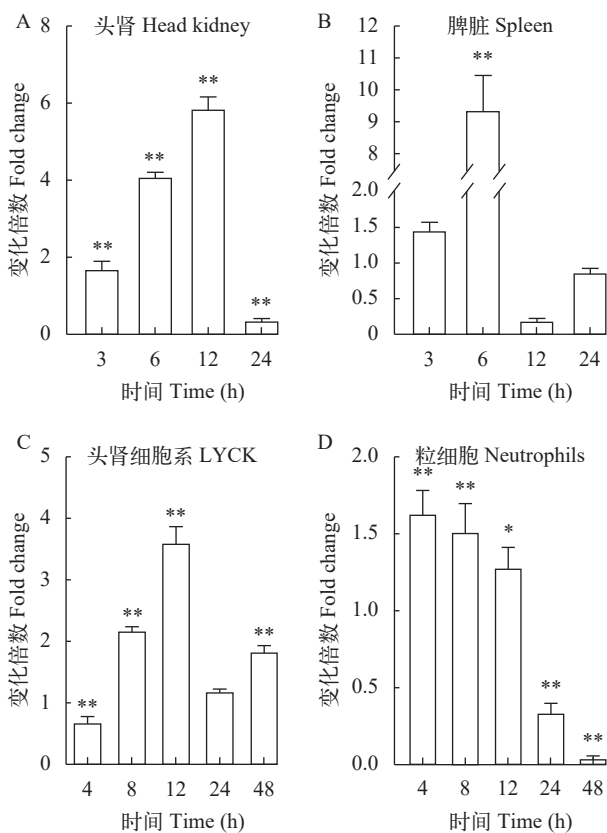 A 头肾 Head kidney
变化倍数 Fold change
8
6
4
2
0
**
**
**
**
3 6 12 24
时间 Time (h)
B 脾脏 Spleen
变化倍数 Fold change
12
11
10
9
8
2.0
1.5
1.0
0.5
0
**
3 6 12 24
时间 Time (h)
C 头肾细胞系 LYCK
变化倍数 Fold change
5
4
3
2
1
0
**
**
**
**
4 8 12 24 48
时间 Time (h)
D 粒细胞 Neutrophils
变化倍数 Fold change
2.0
1.5
1.0
0.5
0.0
**
**
*
**
**
4 8 12 24 48
时间 Time (h)